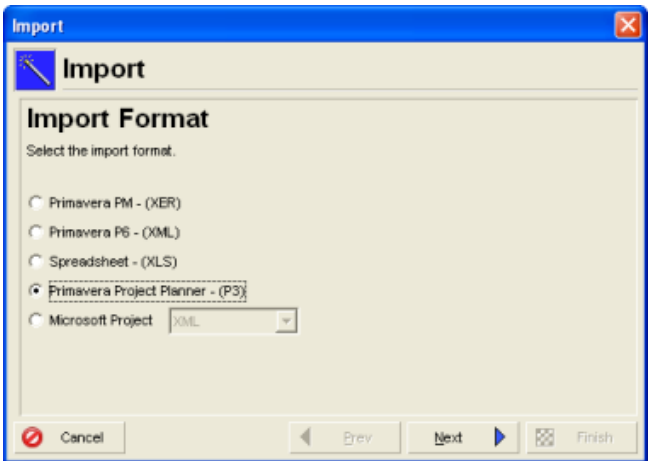 Import
Import
Import Format
Select the import format.
Primavera PM - (XER)
Primavera P6 - (XML)
Spreadsheet - (XLS)
Primavera Project Planner - (P3)
Microsoft Project XML
Cancel Prev Next Finish